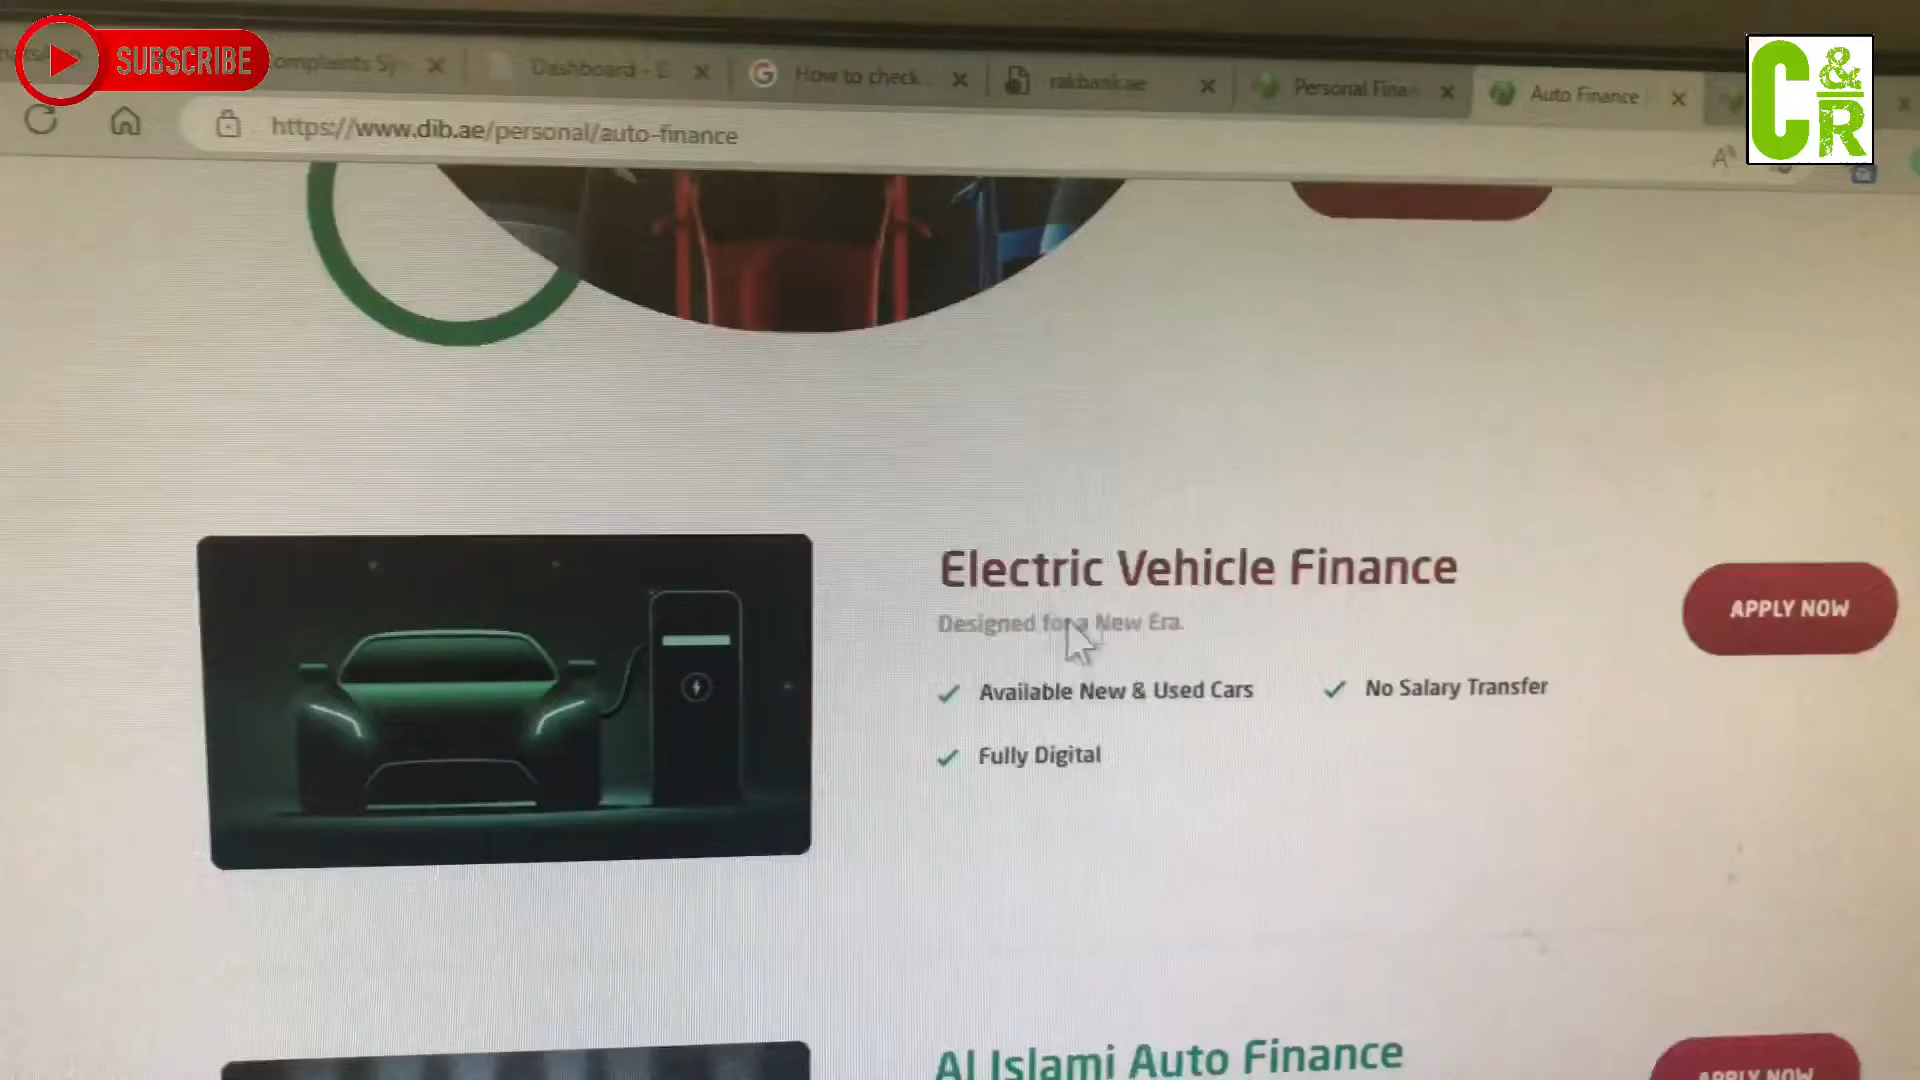 SUBSCRIBE
omplaints Sy
Dashboard -
How to check
rakbank.ae
Personal Fina
Auto Finance
C&R
https://www.dib.ae/personal/auto-finance
Electric Vehicle Finance
APPLY NOW
Designed for a New Era.
Available New & Used Cars
No Salary Transfer
Fully Digital
Al Islami Auto Finance
APPLY NOW